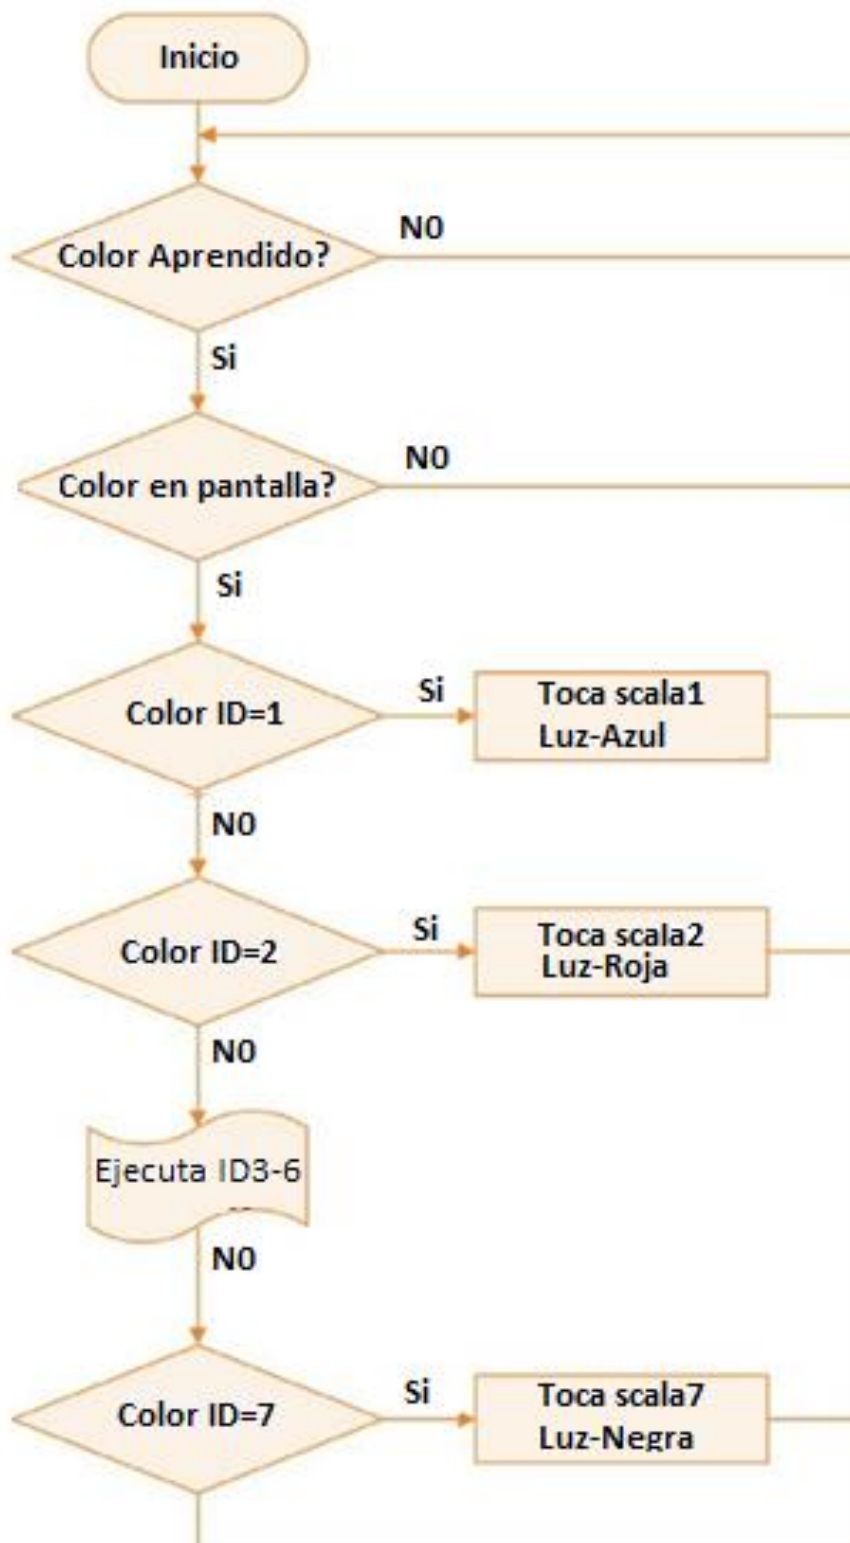 Inicio
Color Aprendido?
N0
Si
Color en pantalla?
N0
Si
Color ID=1
Si
Toca scala1
Luz-Azul
N0
Color ID=2
Si
Toca scala2
Luz-Roja
N0
Ejecuta ID3-6
N0
Color ID=7
Si
Toca scala7
Luz-Negra